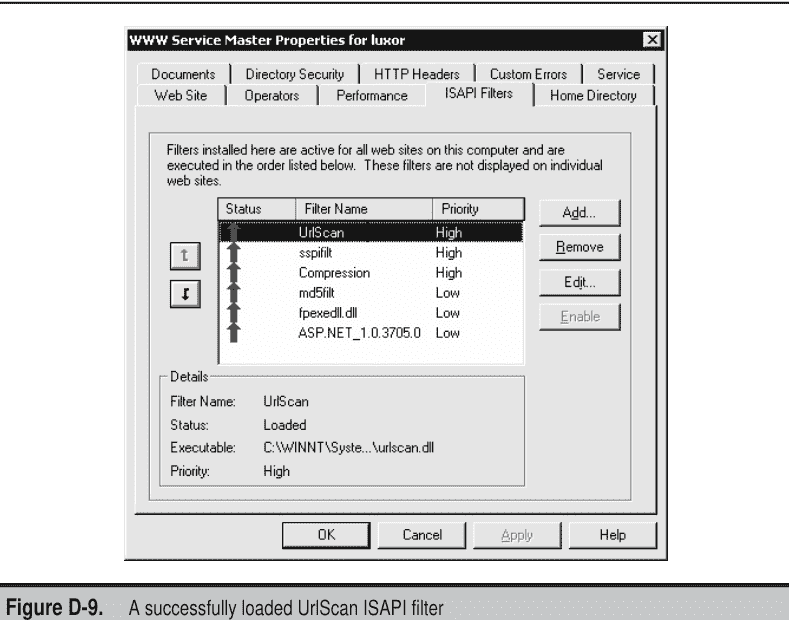 WWW Service Master Properties for luxor
Documents Directory Security HTTP Headers Custom Errors Service
Web Site Operators Performance ISAPI Filters Home Directory
Filters installed here are active for all web sites on this computer and are
executed in the order listed below. These filters are not displayed on individual
web sites.
Status Filter Name Priority
UrlScan High
sspifilt High
Compression High
md5filt Low
fpexedll.dll Low
ASP.NET_1.0.3705.0 Low
Add...
Remove
Edit...
Enable
Details
Filter Name: UrlScan
Status: Loaded
Executable: C:\WINNT\Syste...\urlscan.dll
Priority: High
OK Cancel Apply Help
Figure D-9. A successfully loaded UrlScan ISAPI filter